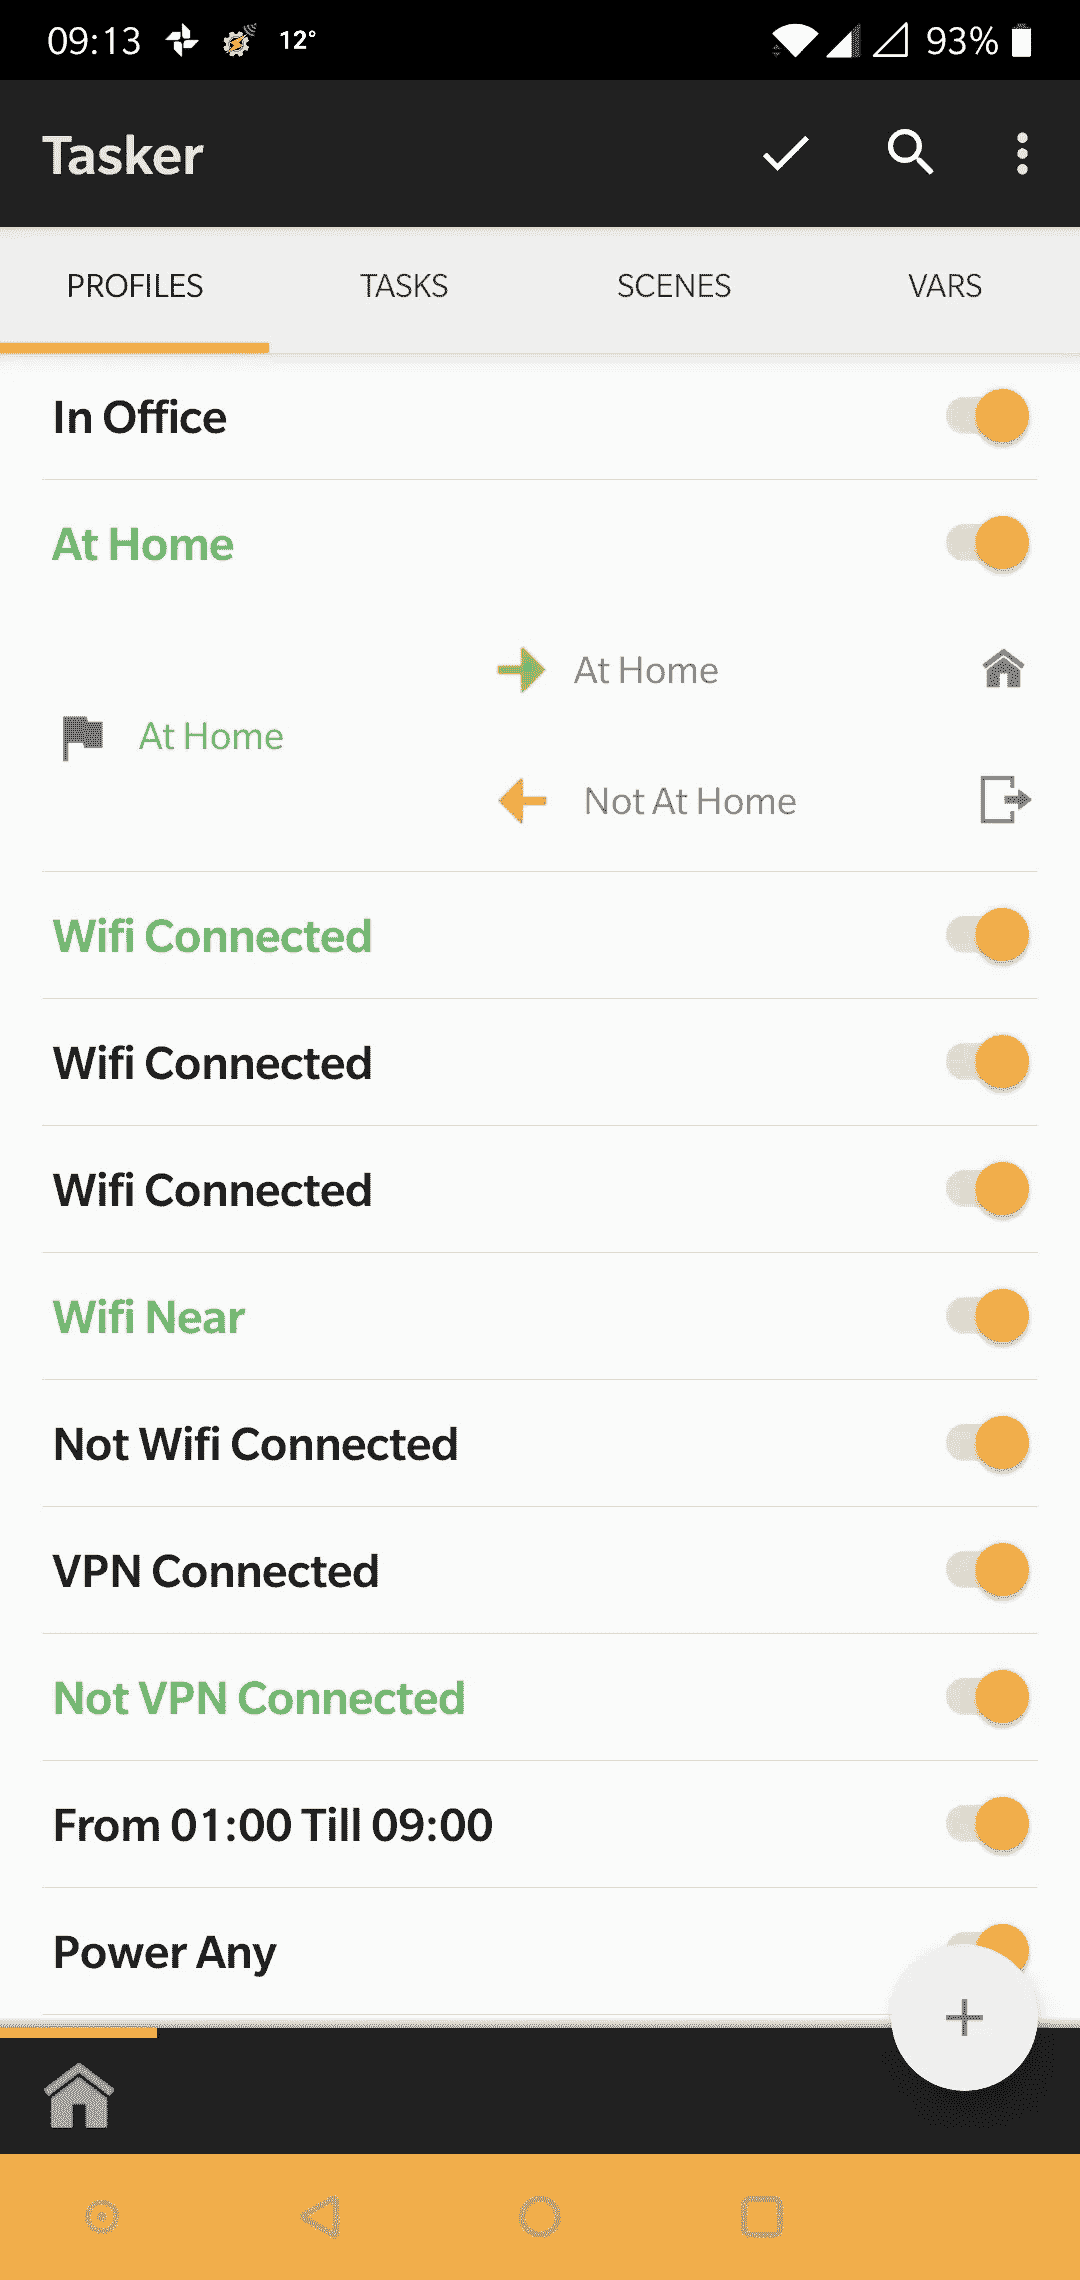 09:13 12° 93%
Tasker
PROFILES TASKS SCENES VARS
In Office
At Home
At Home
At Home
Not At Home
Wifi Connected
Wifi Connected
Wifi Connected
Wifi Near
Not Wifi Connected
VPN Connected
Not VPN Connected
From 01:00 Till 09:00
Power Any